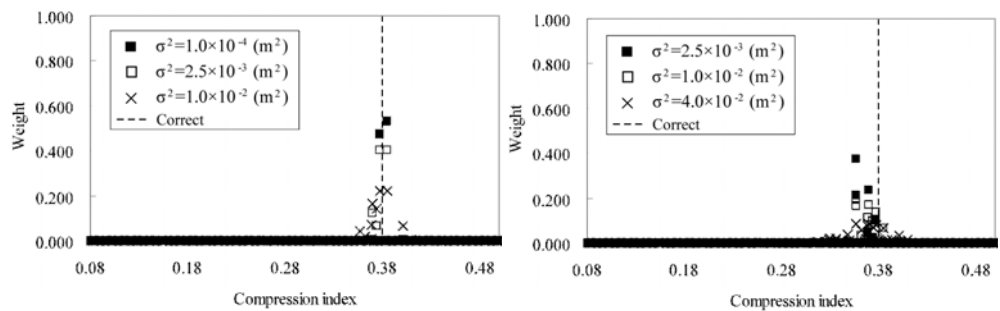 1.000
0.800
0.600
0.400
0.200
0.000
Weight
σ²=1.0×10⁻⁴ (m²)
σ²=2.5×10⁻³ (m²)
σ²=1.0×10⁻² (m²)
Correct
0.08 0.18 0.28 0.38 0.48
Compression index
1.000
0.800
0.600
0.400
0.200
0.000
Weight
σ²=2.5×10⁻³ (m²)
σ²=1.0×10⁻² (m²)
σ²=4.0×10⁻² (m²)
Correct
0.08 0.18 0.28 0.38 0.48
Compression index